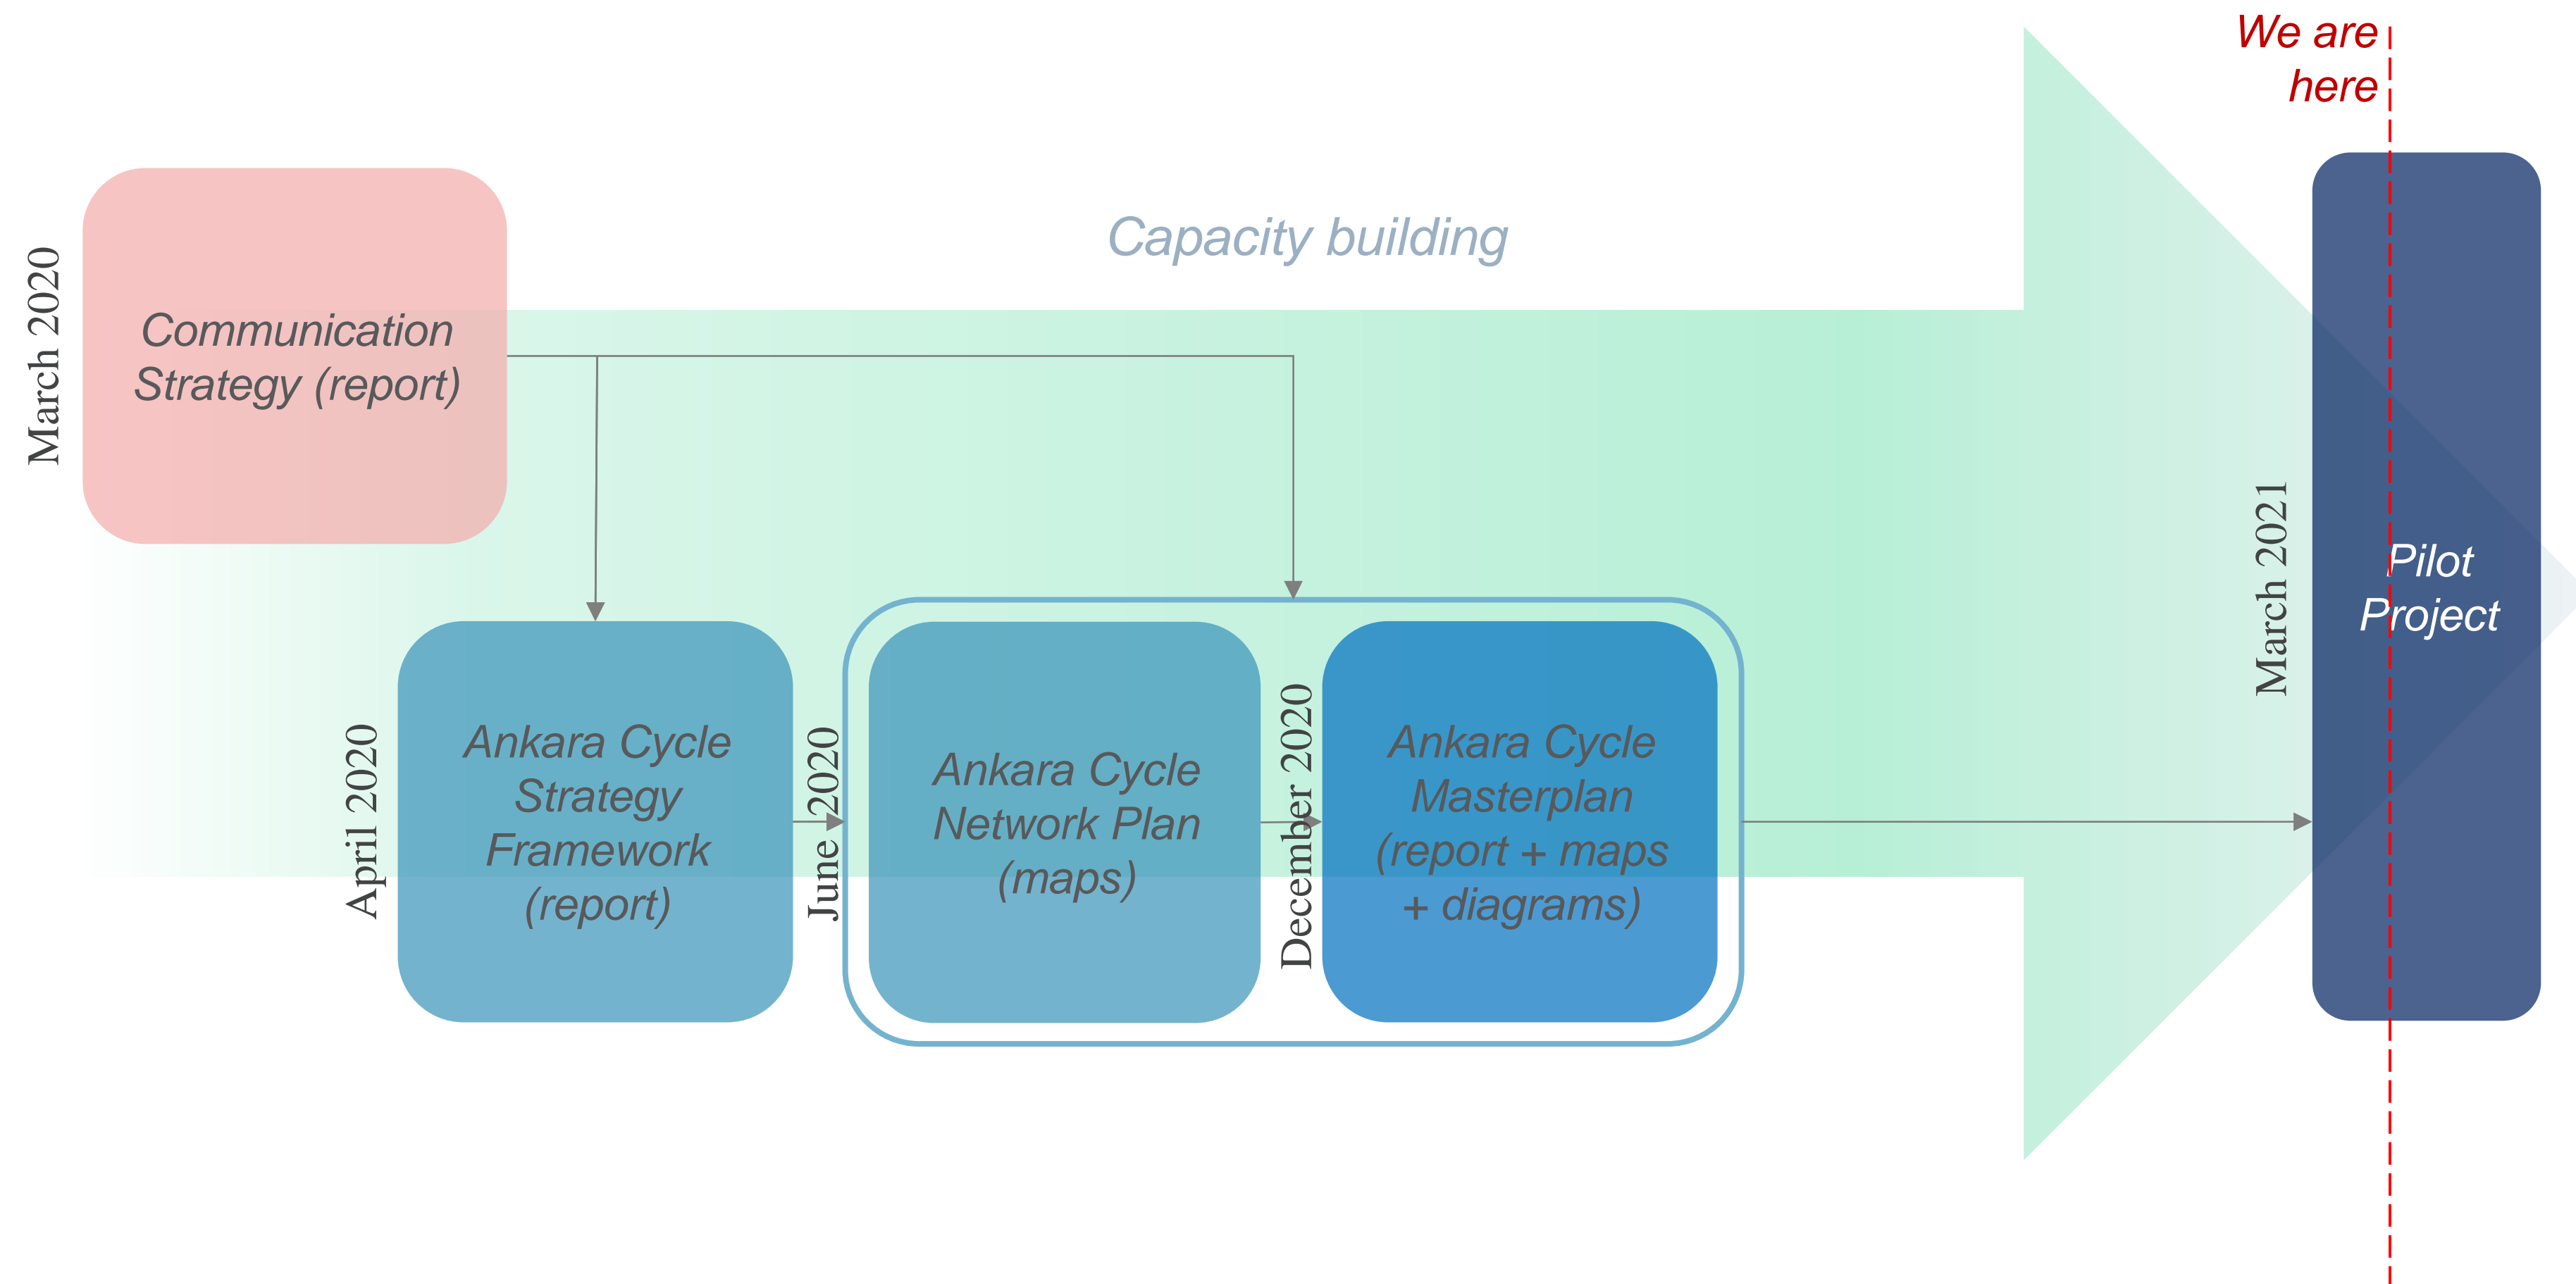 We are
here
Capacity building
March 2020
Communication
Strategy (report)
April 2020
Ankara Cycle
Strategy
Framework
(report)
June 2020
Ankara Cycle
Network Plan
(maps)
December 2020
Ankara Cycle
Masterplan
(report + maps
+ diagrams)
March 2021
Pilot
Project